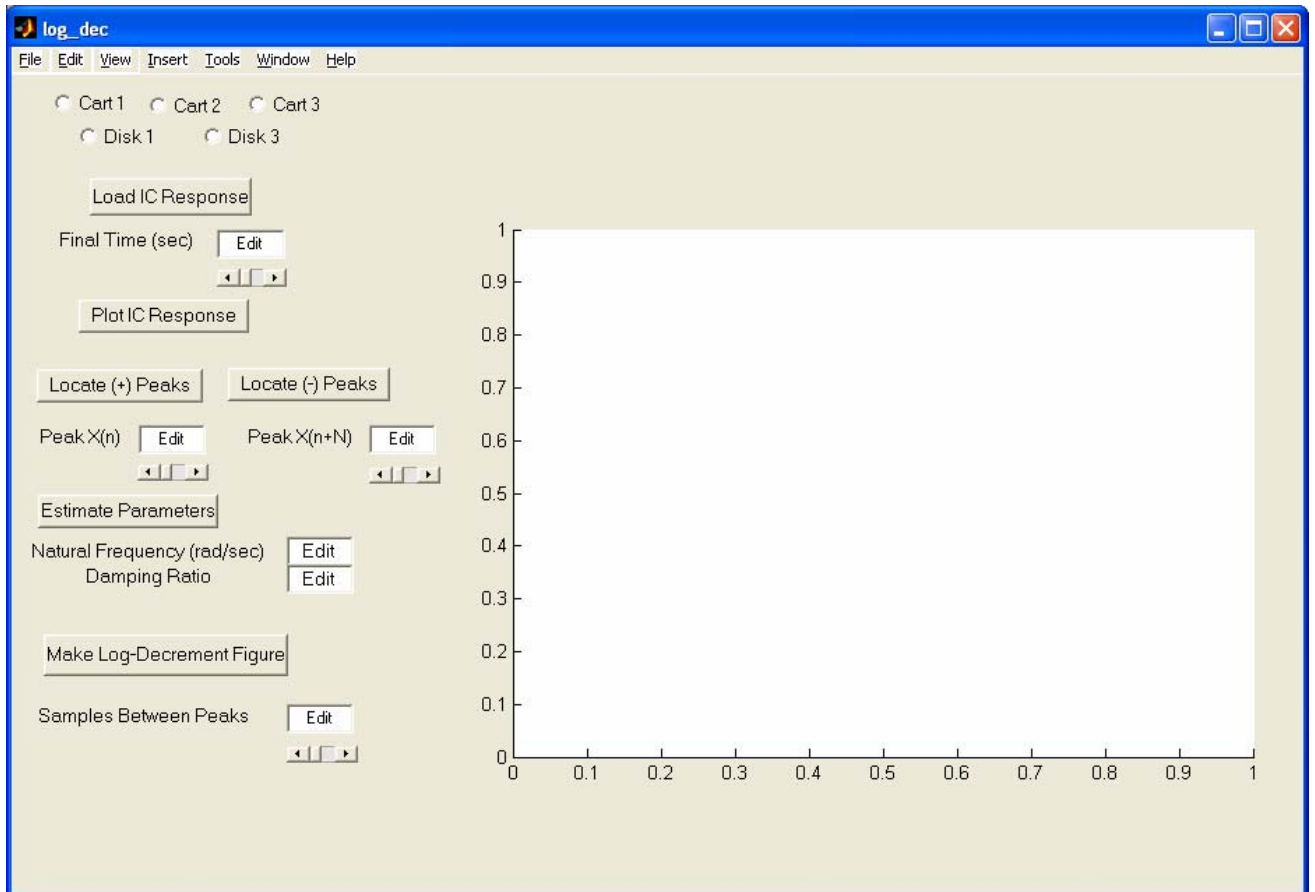 log_dec
File Edit View Insert Tools Window Help
Cart 1 Cart 2 Cart 3
Disk 1 Disk 3
Load IC Response
Final Time (sec) Edit
Plot IC Response
Locate (+) Peaks Locate (-) Peaks
Peak X(n) Edit Peak X(n+N) Edit
Estimate Parameters
Natural Frequency (rad/sec) Edit
Damping Ratio Edit
Make Log-Decrement Figure
Samples Between Peaks Edit
1
0.9
0.8
0.7
0.6
0.5
0.4
0.3
0.2
0.1
0
0 0.1 0.2 0.3 0.4 0.5 0.6 0.7 0.8 0.9 1